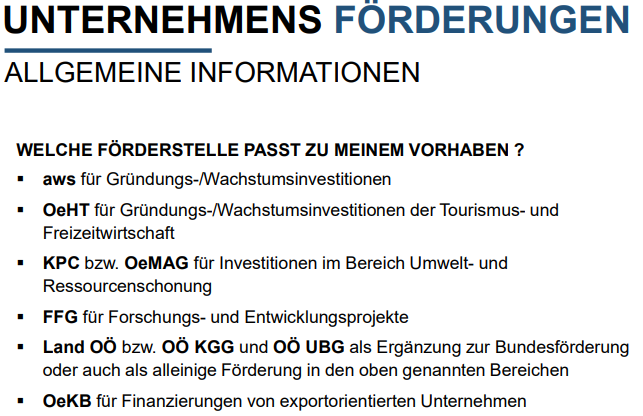 UNTERNEHMENS FÖRDERUNGEN
ALLGEMEINE INFORMATIONEN
WELCHE FÖRDERSTELLE PASST ZU MEINEM VORHABEN ?
▪ aws für Gründungs-/Wachstumsinvestitionen
▪ OeHT für Gründungs-/Wachstumsinvestitionen der Tourismus- und
Freizeitwirtschaft
▪ KPC bzw. OeMAG für Investitionen im Bereich Umwelt- und
Ressourcenschonung
▪ FFG für Forschungs- und Entwicklungsprojekte
▪ Land OÖ bzw. OÖ KGG und OÖ UBG als Ergänzung zur Bundesförderung
oder auch als alleinige Förderung in den oben genannten Bereichen
▪ OeKB für Finanzierungen von exportorientierten Unternehmen